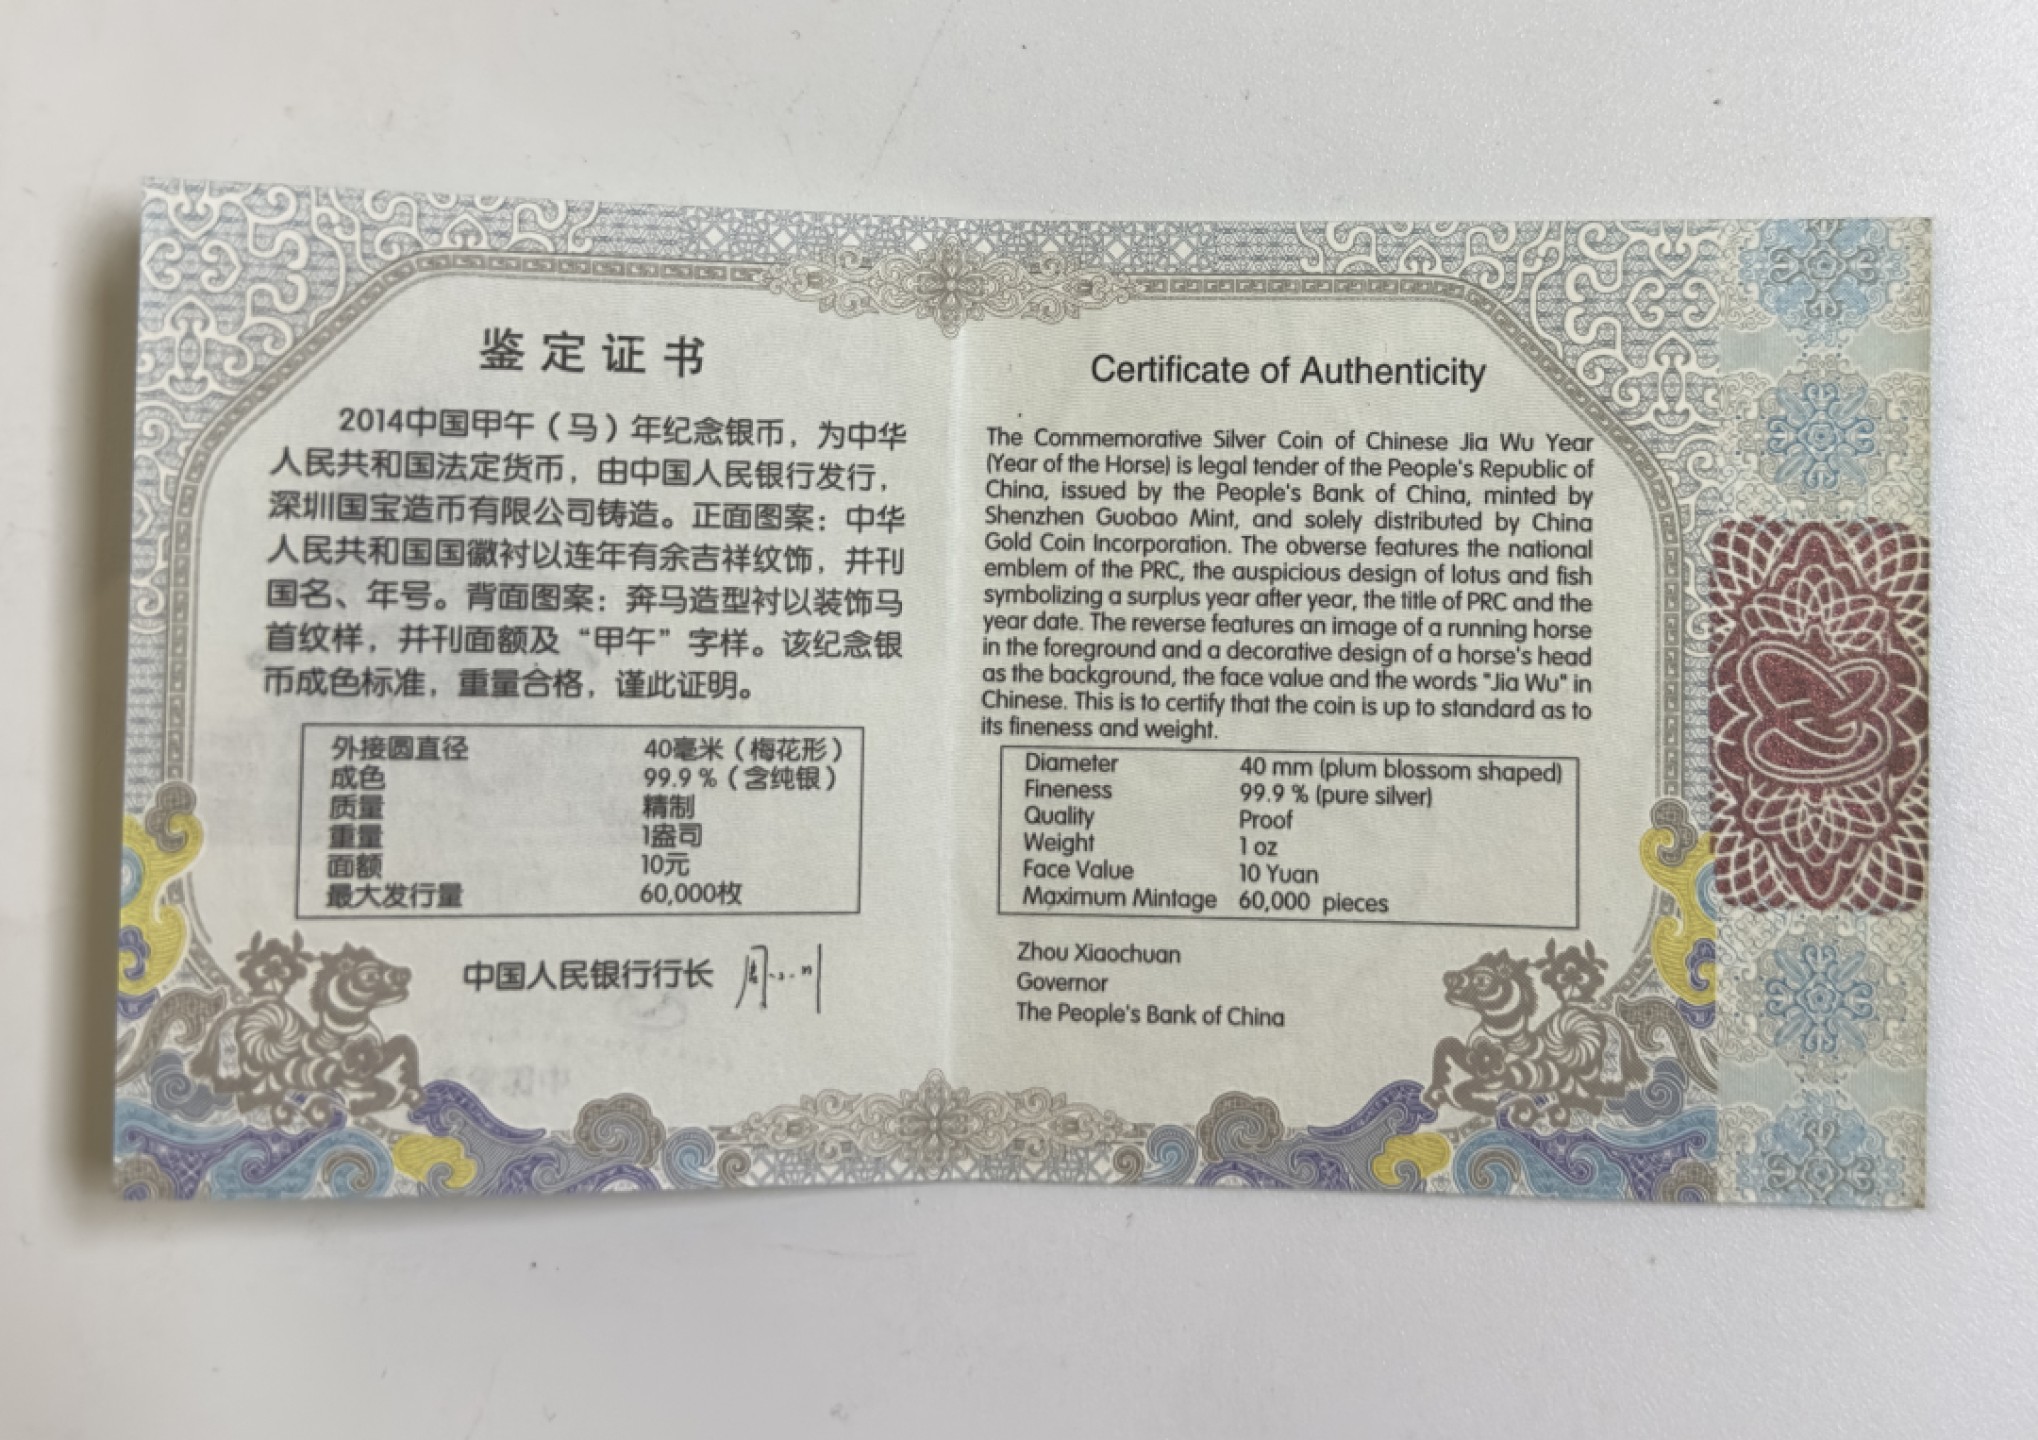 鉴定证书
2014中国甲午（马）年纪念银币，为中华
人民共和国法定货币，由中国人民银行发行，
深圳国宝造币有限公司铸造。正面图案：中华
人民共和国国徽衬以连年有余吉祥纹饰，并刊
国名、年号。背面图案：奔马造型衬以装饰马
首纹样，并刊面额及“甲午”字样。该纪念银
币成色标准，重量合格，谨此证明。
外接圆直径 40毫米（梅花形）
成色 99.9 %（含纯银）
质量 精制
重量 1盎司
面额 10元
最大发行量 60,000枚
中国人民银行行长 周小川
Certificate of Authenticity
The Commemorative Silver Coin of Chinese Jia Wu Year
(Year of the Horse) is legal tender of the People's Republic of
China, issued by the People's Bank of China, minted by
Shenzhen Guobao Mint, and solely distributed by China
Gold Coin Incorporation. The obverse features the national
emblem of the PRC, the auspicious design of lotus and fish
symbolizing a surplus year after year, the title of PRC and the
year date. The reverse features an image of a running horse
in the foreground and a decorative design of a horse's head
as the background, the face value and the words "Jia Wu" in
Chinese. This is to certify that the coin is up to standard as to
its fineness and weight.
Diameter 40 mm (plum blossom shaped)
Fineness 99.9 % (pure silver)
Quality Proof
Weight 1 oz
Face Value 10 Yuan
Maximum Mintage 60,000 pieces
Zhou Xiaochuan
Governor
The People's Bank of China